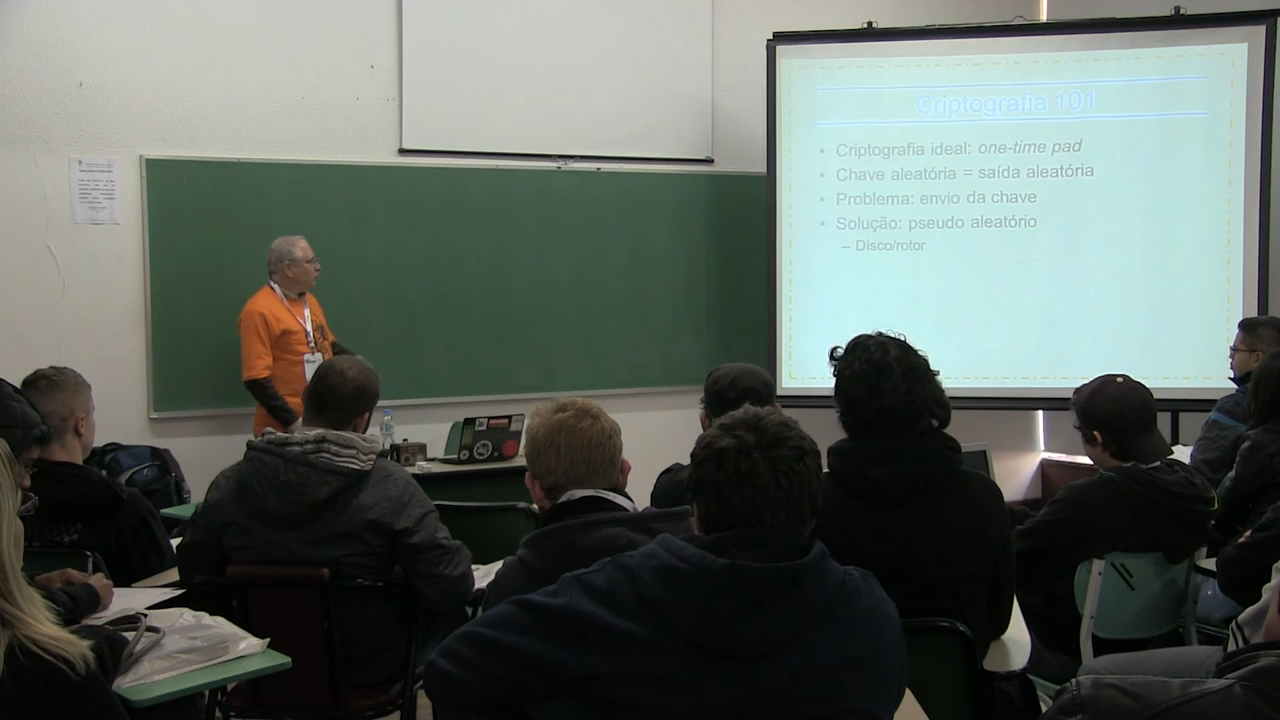 Criptografia 101
• Criptografia ideal: one-time pad
• Chave aleatória = saída aleatória
• Problema: envio da chave
• Solução: pseudo aleatório
– Disco/rotor